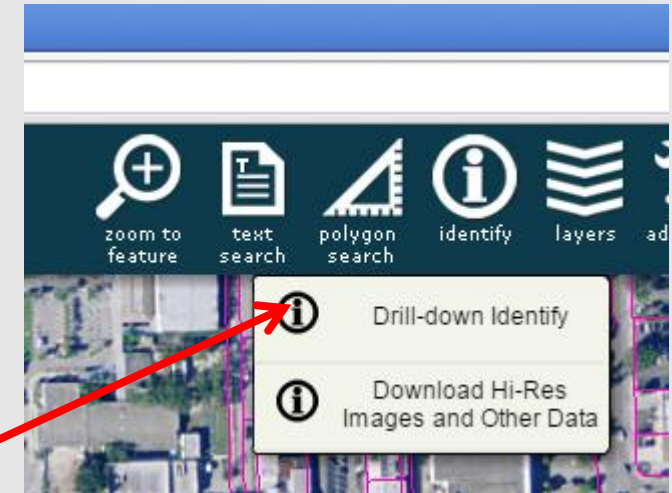 zoom to feature
text search
polygon search
identify
layers
Drill-down Identify
Download Hi-Res
Images and Other Data